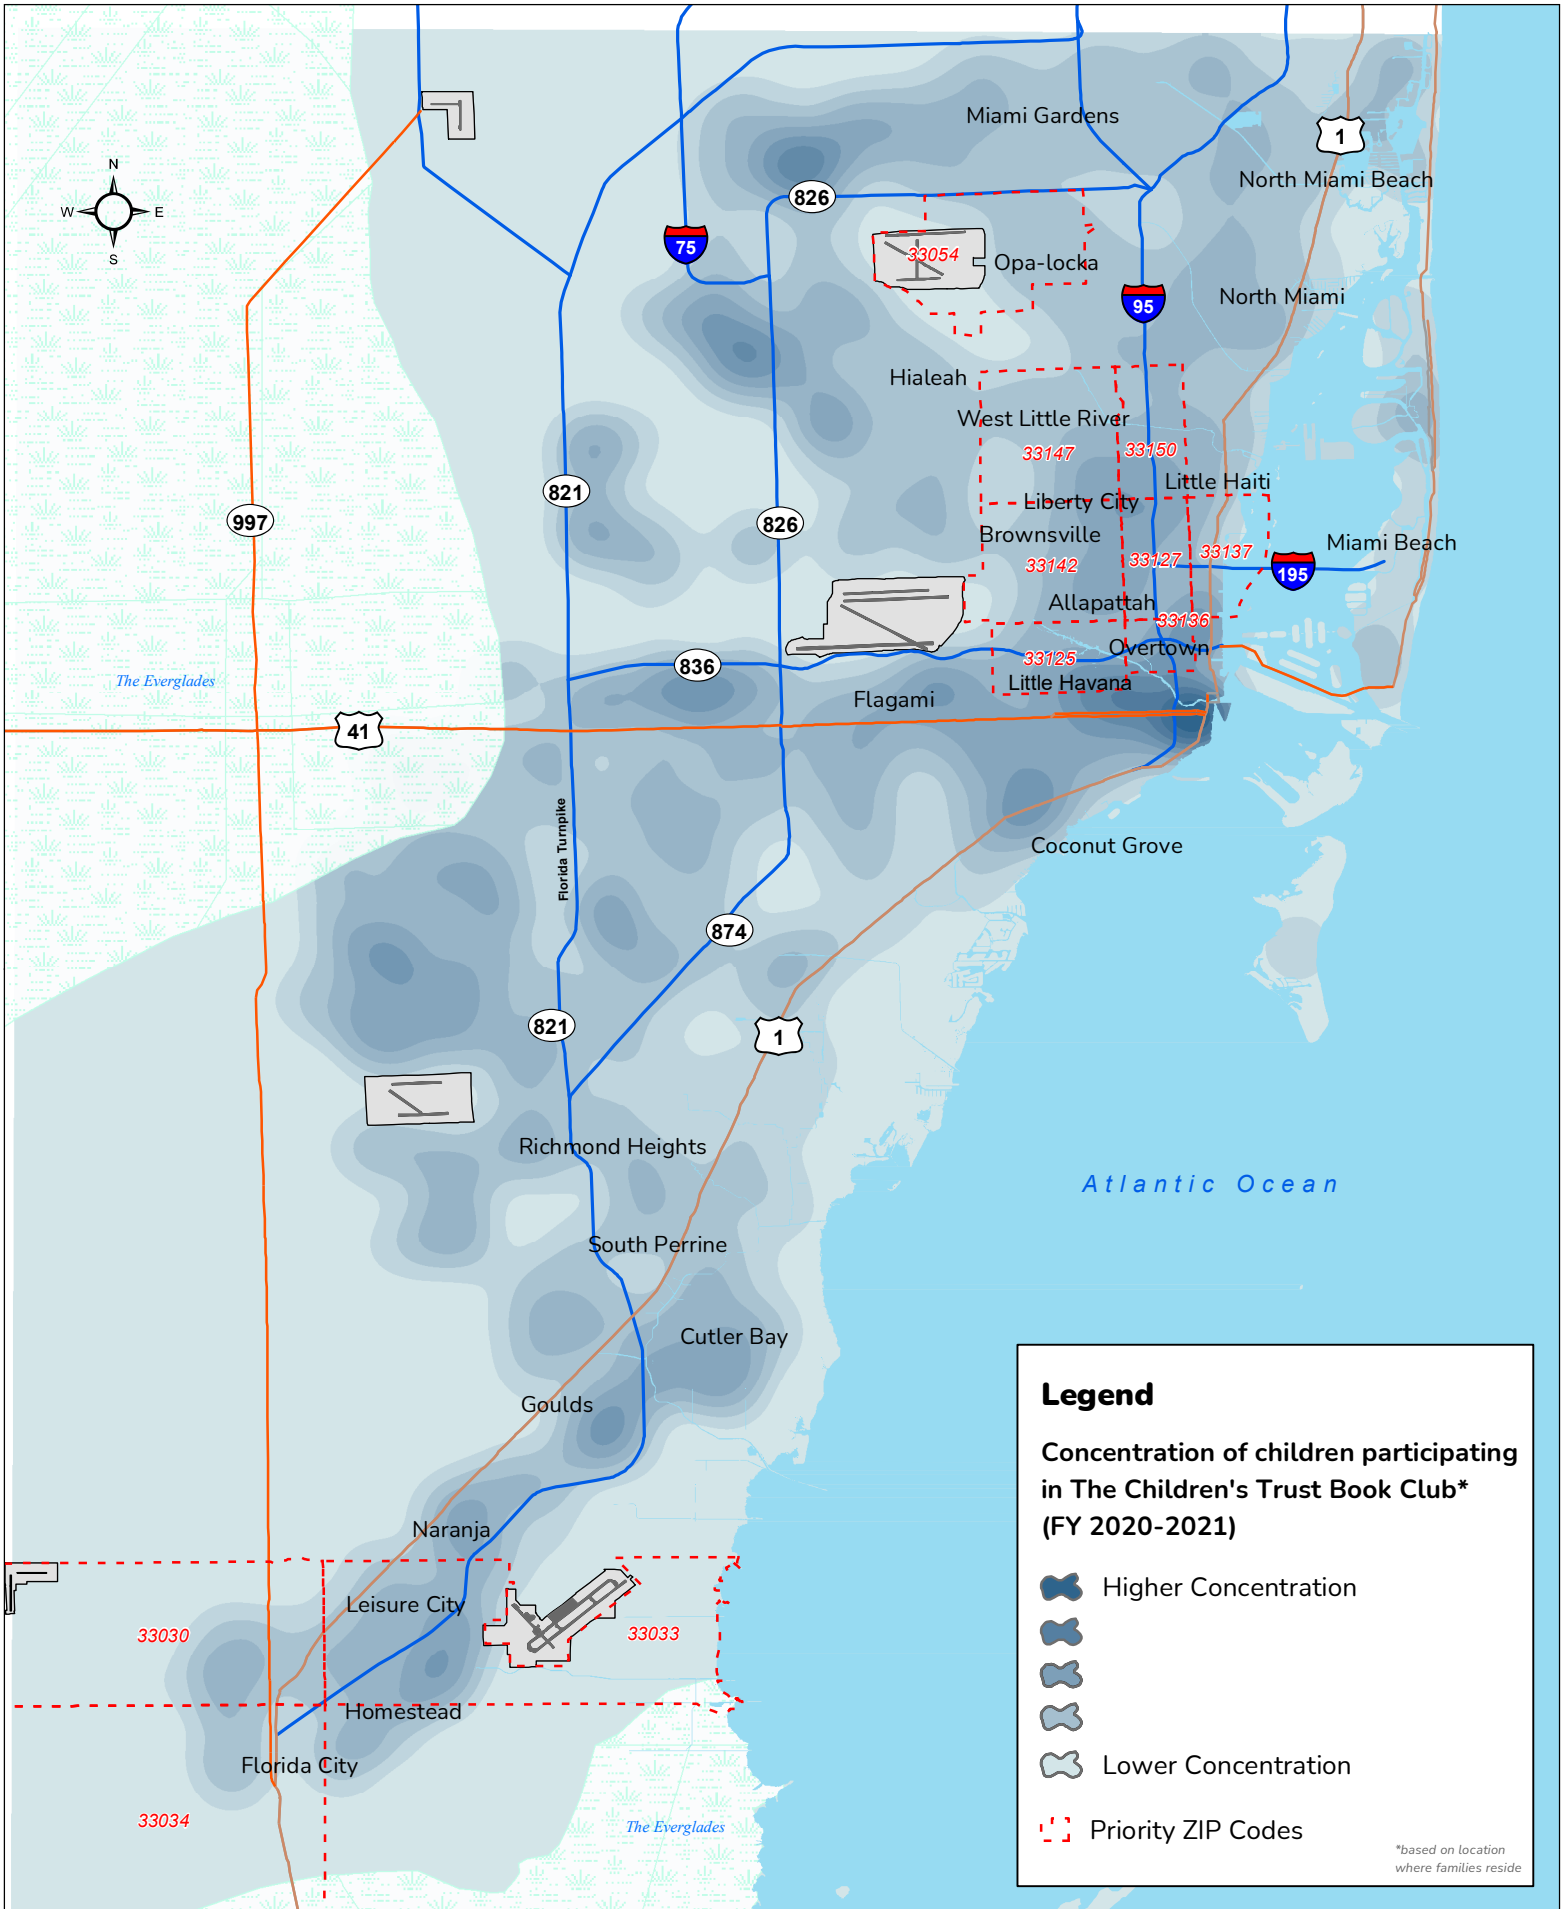 Miami Gardens
1
N
W
E
S
North Miami Beach
826
75
33054
Opa-locka
95
North Miami
Hialeah
West Little River
33147
33150
Little Haiti
821
Liberty City
997
826
Brownsville
Miami Beach
33142
33127
33137
195
Allapattah
33136
Overtown
836
33125
The Everglades
Little Havana
Flagami
41
Florida Turnpike
Coconut Grove
874
821
1
Richmond Heights
Atlantic Ocean
South Perrine
Cutler Bay
Goulds
Naranja
Leisure City
33030
33033
Homestead
Florida City
33034
The Everglades
Legend
Concentration of children participating
in The Children's Trust Book Club*
(FY 2020-2021)
Higher Concentration
Lower Concentration
Priority ZIP Codes
*based on location
where families reside